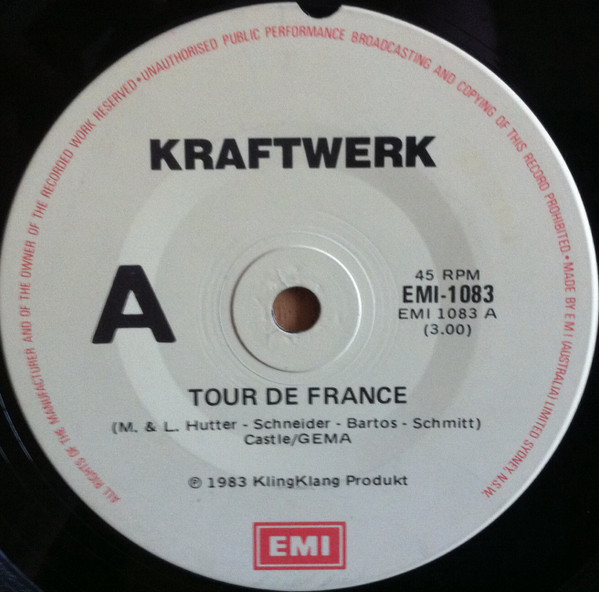 ALL RIGHTS OF THE MANUFACTURER AND OF THE OWNER OF THE RECORDED WORK RESERVED • UNAUTHORISED PUBLIC PERFORMANCE BROADCASTING AND COPYING OF THIS RECORD PROHIBITED. • MADE BY E M I (AUSTRALIA) LIMITED SYDNEY, N.S.W.
KRAFTWERK
A
45 RPM
EMI-1083
EMI 1083 A
(3.00)
TOUR DE FRANCE
(M. & L. Hutter - Schneider - Bartos - Schmitt)
Castle/GEMA
℗ 1983 KlingKlang Produkt
EMI